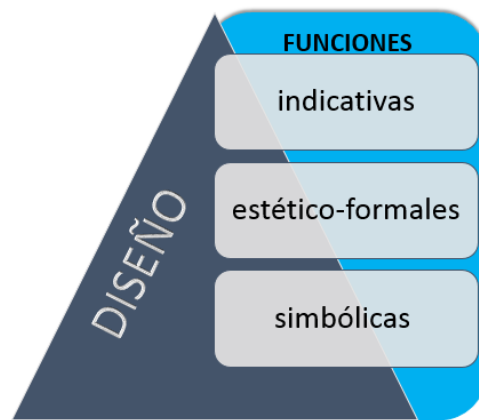 FUNCIONES
indicativas
estético-formales
simbólicas
DISEÑO